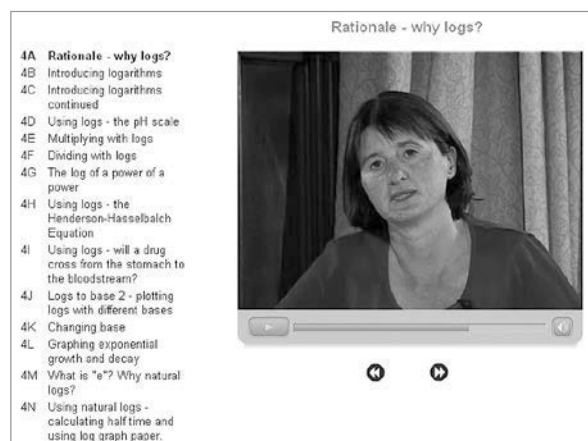 Rationale - why logs?
4A Rationale - why logs?
4B Introducing logarithms
4C Introducing logarithms
continued
4D Using logs - the pH scale
4E Multiplying with logs
4F Dividing with logs
4G The log of a power of a
power
4H Using logs - the
Henderson-Hasselbalch
Equation
4I Using logs - will a drug
cross from the stomach to
the bloodstream?
4J Logs to base 2 - plotting
logs with different bases
4K Changing base
4L Graphing exponential
growth and decay
4M What is "e"? Why natural
logs?
4N Using natural logs -
calculating half time and
using log graph paper.